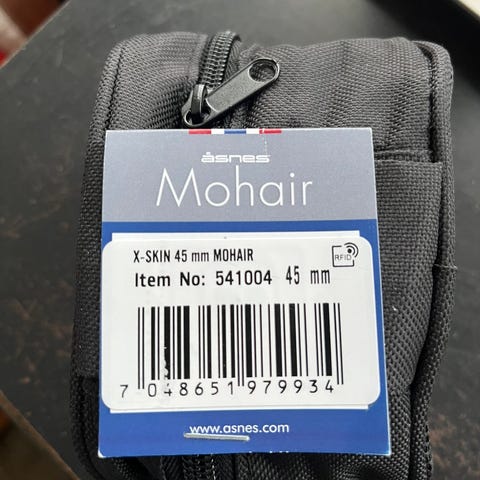 åsnes
Mohair
X-SKIN 45 mm MOHAIR
RFID
Item No: 541004 45 mm
7 048651 979934
www.asnes.com